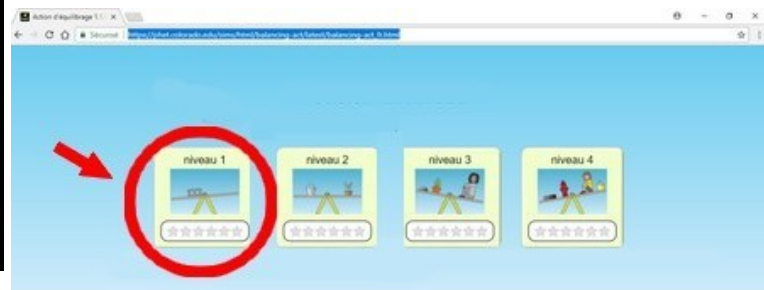 Action d'équilibrage 1.1
Sécurisé | https://phet.colorado.edu/sims/html/balancing-act/latest/balancing-act_fr.html
niveau 1
niveau 2
niveau 3
niveau 4